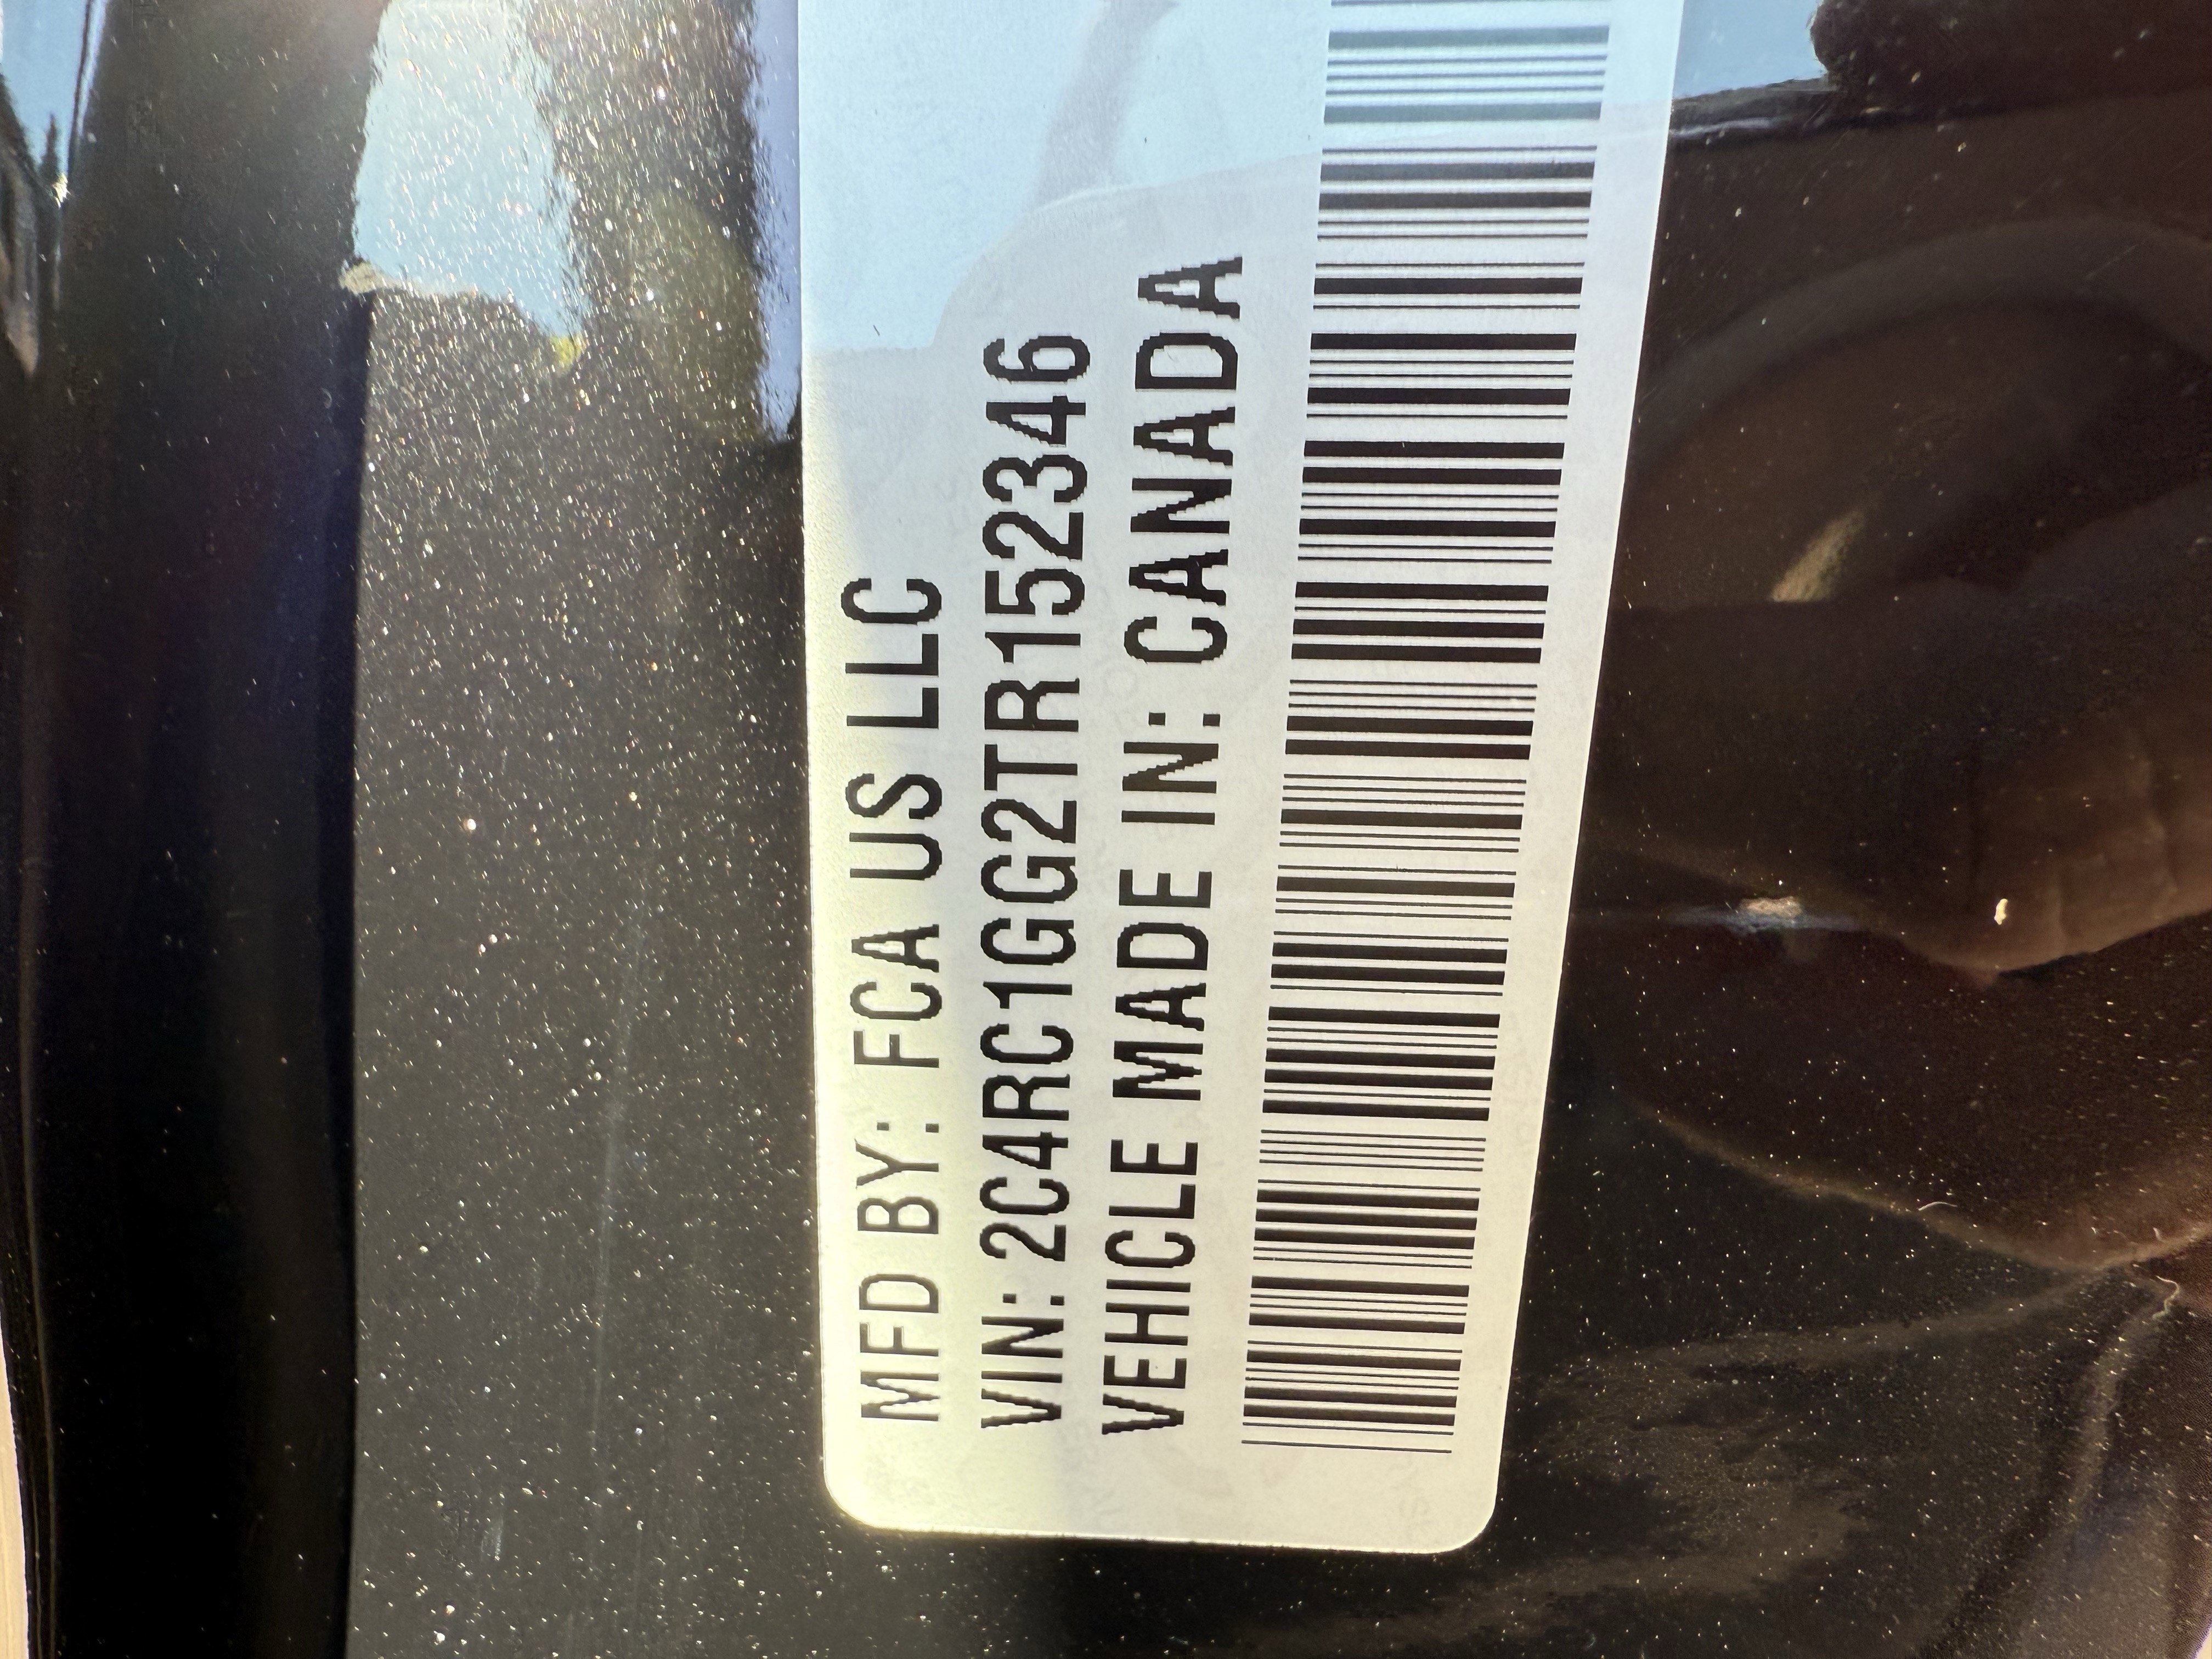 MFD BY: FCA US LLC
VIN: 2C4RC1GG2TR152346
VEHICLE MADE IN: CANADA